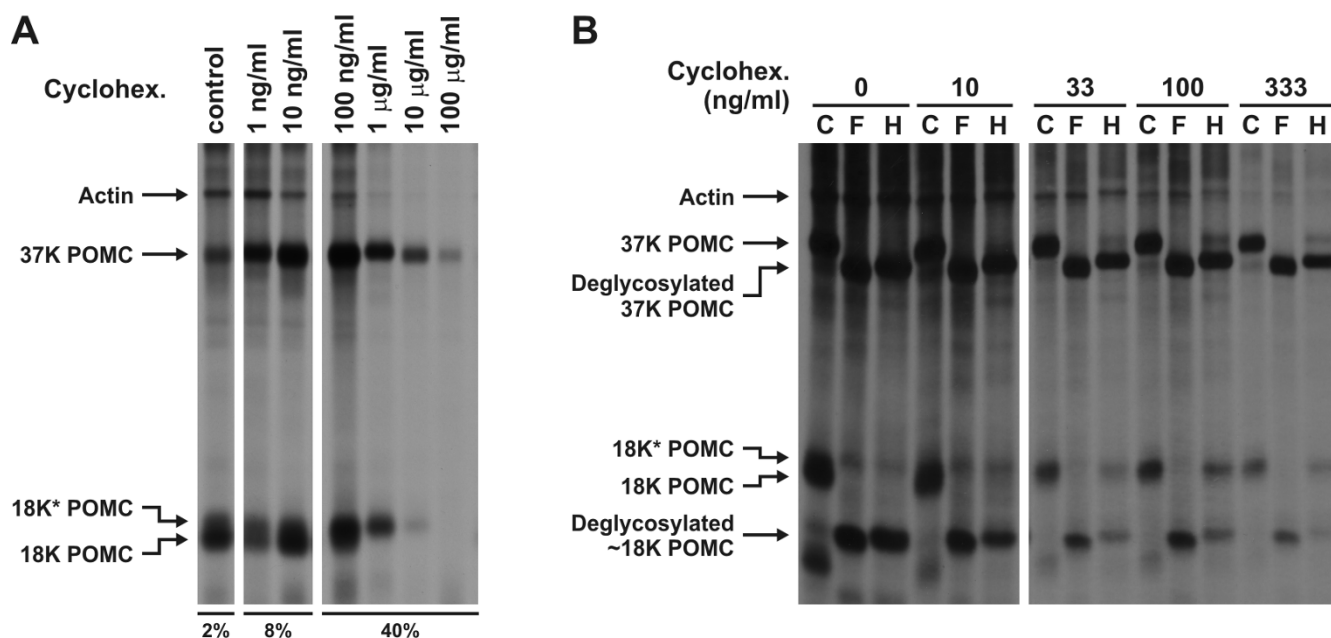 A
Cyclohex.
control
1 ng/ml
10 ng/ml
100 ng/ml
1 μg/ml
10 μg/ml
100 μg/ml
Actin
37K POMC
18K* POMC
18K POMC
2% 8% 40%
B
Cyclohex.
(ng/ml)
0 10 33 100 333
C F H C F H C F H C F H C F H
Actin
37K POMC
Deglycosylated
37K POMC
18K* POMC
18K POMC
Deglycosylated
~18K POMC